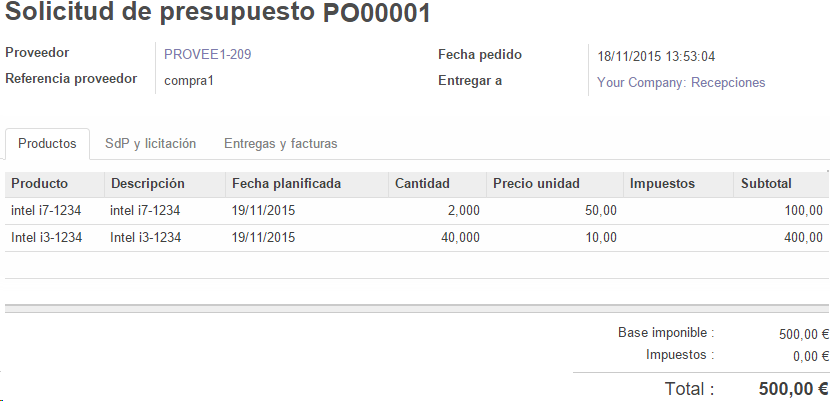 Solicitud de presupuesto PO00001
Proveedor PROVEE1-209 Fecha pedido 18/11/2015 13:53:04
Referencia proveedor compra1 Entregar a Your Company: Recepciones
Productos SdP y licitación Entregas y facturas
Producto Descripción Fecha planificada Cantidad Precio unidad Impuestos Subtotal
intel i7-1234 intel i7-1234 19/11/2015 2,000 50,00 100,00
Intel i3-1234 Intel i3-1234 19/11/2015 40,000 10,00 400,00
Base imponible : 500,00 €
Impuestos : 0,00 €
Total : 500,00 €